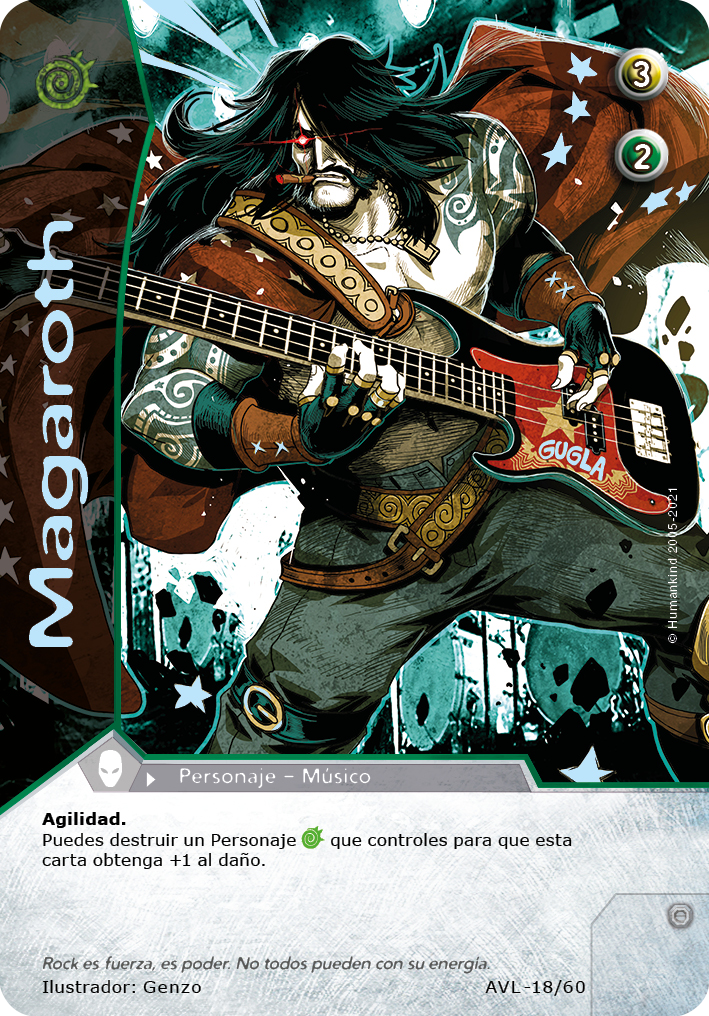 3
2
Magaroth
GUGLA
© Humankind 2005-2021
Personaje – Músico
Agilidad.
Puedes destruir un Personaje que controles para que esta
carta obtenga +1 al daño.
Rock es fuerza, es poder. No todos pueden con su energía.
Ilustrador: Genzo
AVL-18/60